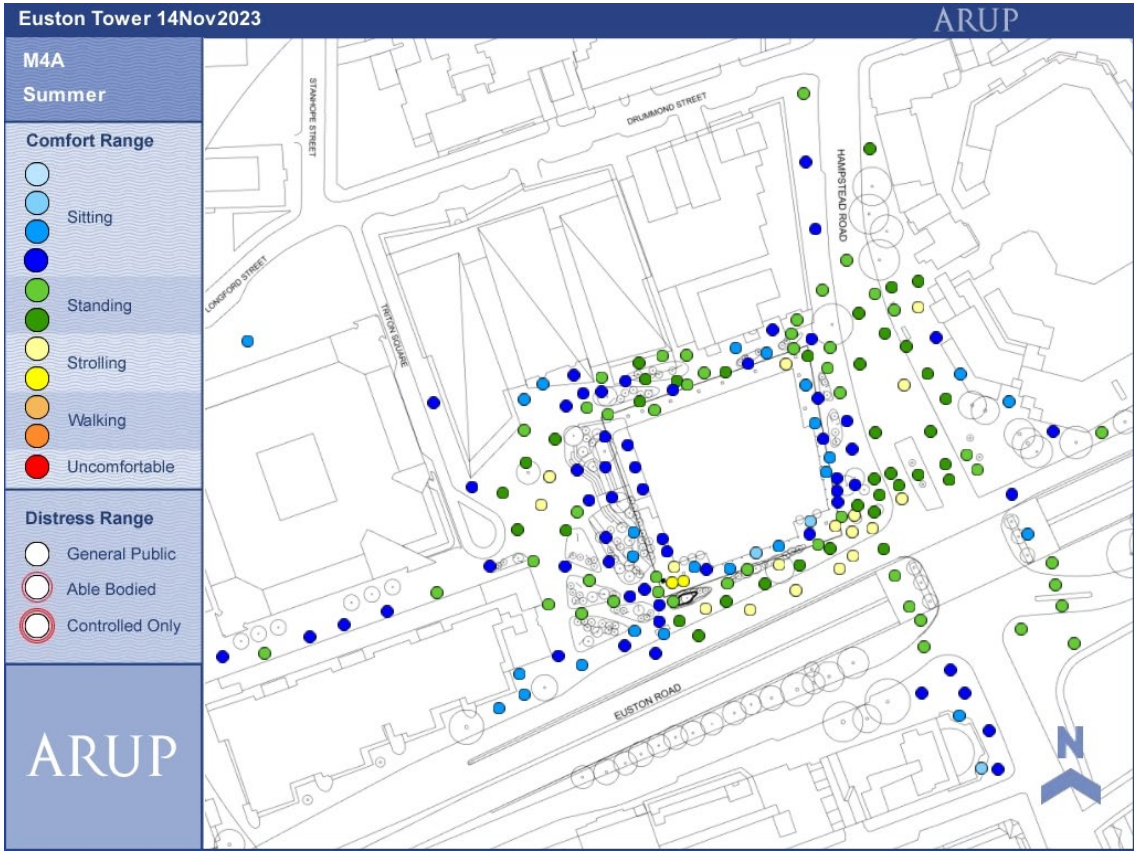 Euston Tower 14Nov2023
ARUP
M4A
Summer
Comfort Range
Sitting
Standing
Strolling
Walking
Uncomfortable
Distress Range
General Public
Able Bodied
Controlled Only
ARUP
STANHOPE STREET
DRUMMOND STREET
HAMPSTEAD ROAD
LONGFORD STREET
TRITON SQUARE
EUSTON ROAD
N